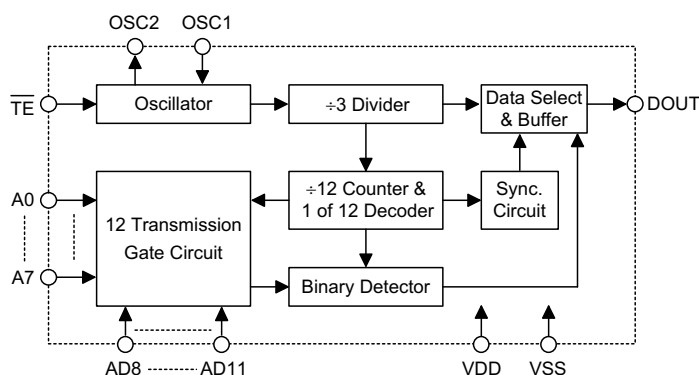 OSC2 OSC1
TE
Oscillator
÷3 Divider
Data Select
& Buffer
DOUT
A0
A7
12 Transmission
Gate Circuit
÷12 Counter &
1 of 12 Decoder
Sync.
Circuit
Binary Detector
AD8 AD11 VDD VSS